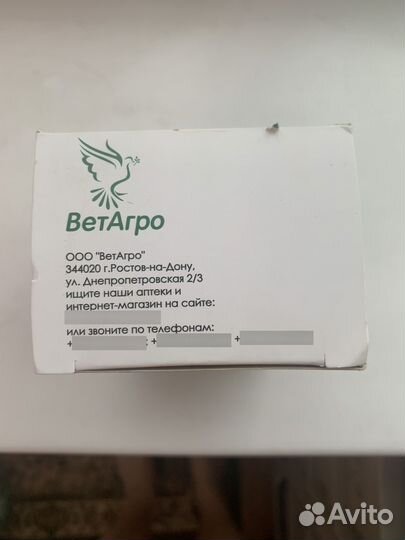 ВетАгро
ООО "ВетАгро"
344020 г.Ростов-на-Дону,
ул. Днепропетровская 2/3
ищите наши аптеки и
интернет-магазин на сайте:
или звоните по телефонам:
+ ; + +
Avito